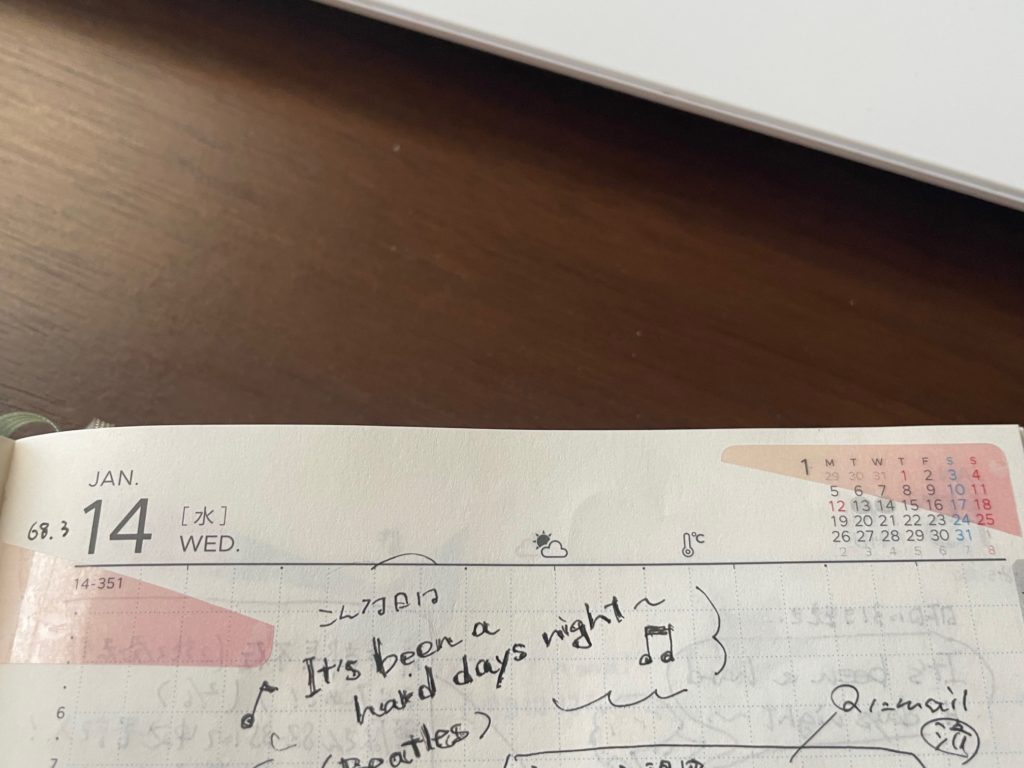 JAN.
14 [水]
WED.
68.3
℃
1 M T W T F S S
29 30 31 1 2 3 4
5 6 7 8 9 10 11
12 13 14 15 16 17 18
19 20 21 22 23 24 25
26 27 28 29 30 31 1
2 3 4 5 6 7 8
14-351
こんな日は
It's been a
hard days night〜
(Beatles)
6
7
mail
済